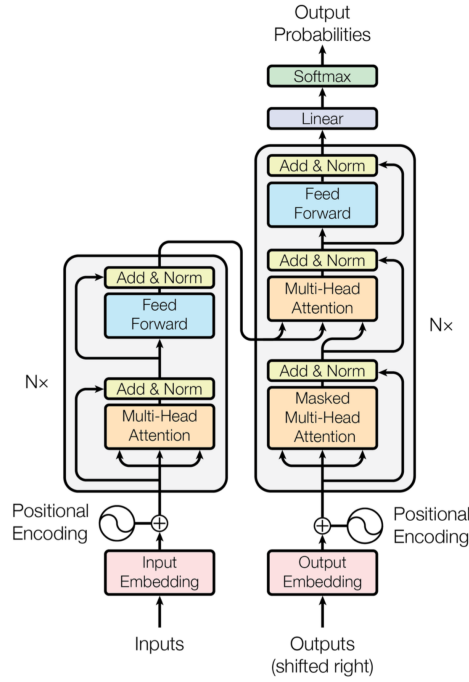 Output
Probabilities
Softmax
Linear
Add & Norm
Feed
Forward
Add & Norm
Multi-Head
Attention
Add & Norm
Masked
Multi-Head
Attention
Nx
Add & Norm
Feed
Forward
Add & Norm
Multi-Head
Attention
Nx
Positional
Encoding
Positional
Encoding
Input
Embedding
Output
Embedding
Inputs
Outputs
(shifted right)